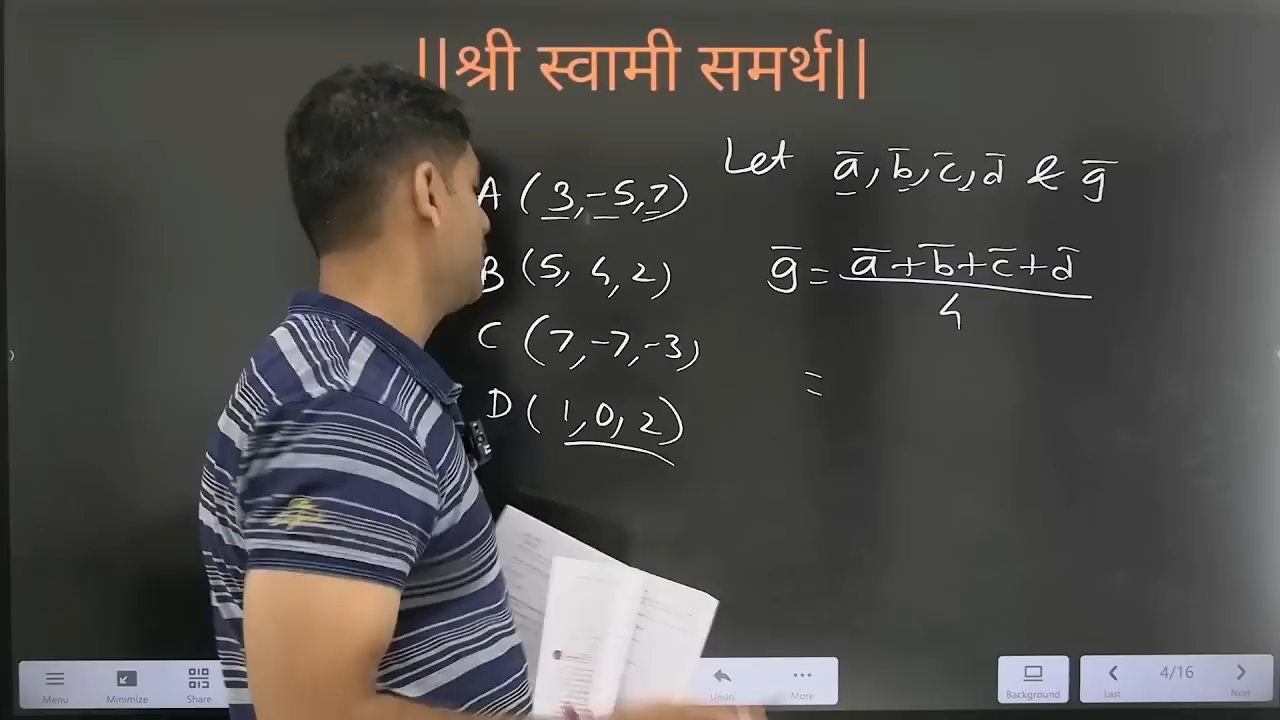 ||श्री स्वामी समर्थ||
A (3,-5,7)
B (5, 4, 2)
C (7,-7,-3)
D (1,0,2)
Let a̅, b̅, c̅, d̅ & g̅
g̅ = a̅+b̅+c̅+d̅
4
=
Menu
Minimize
Share
Undo
More
Background
Last
4/16
Next